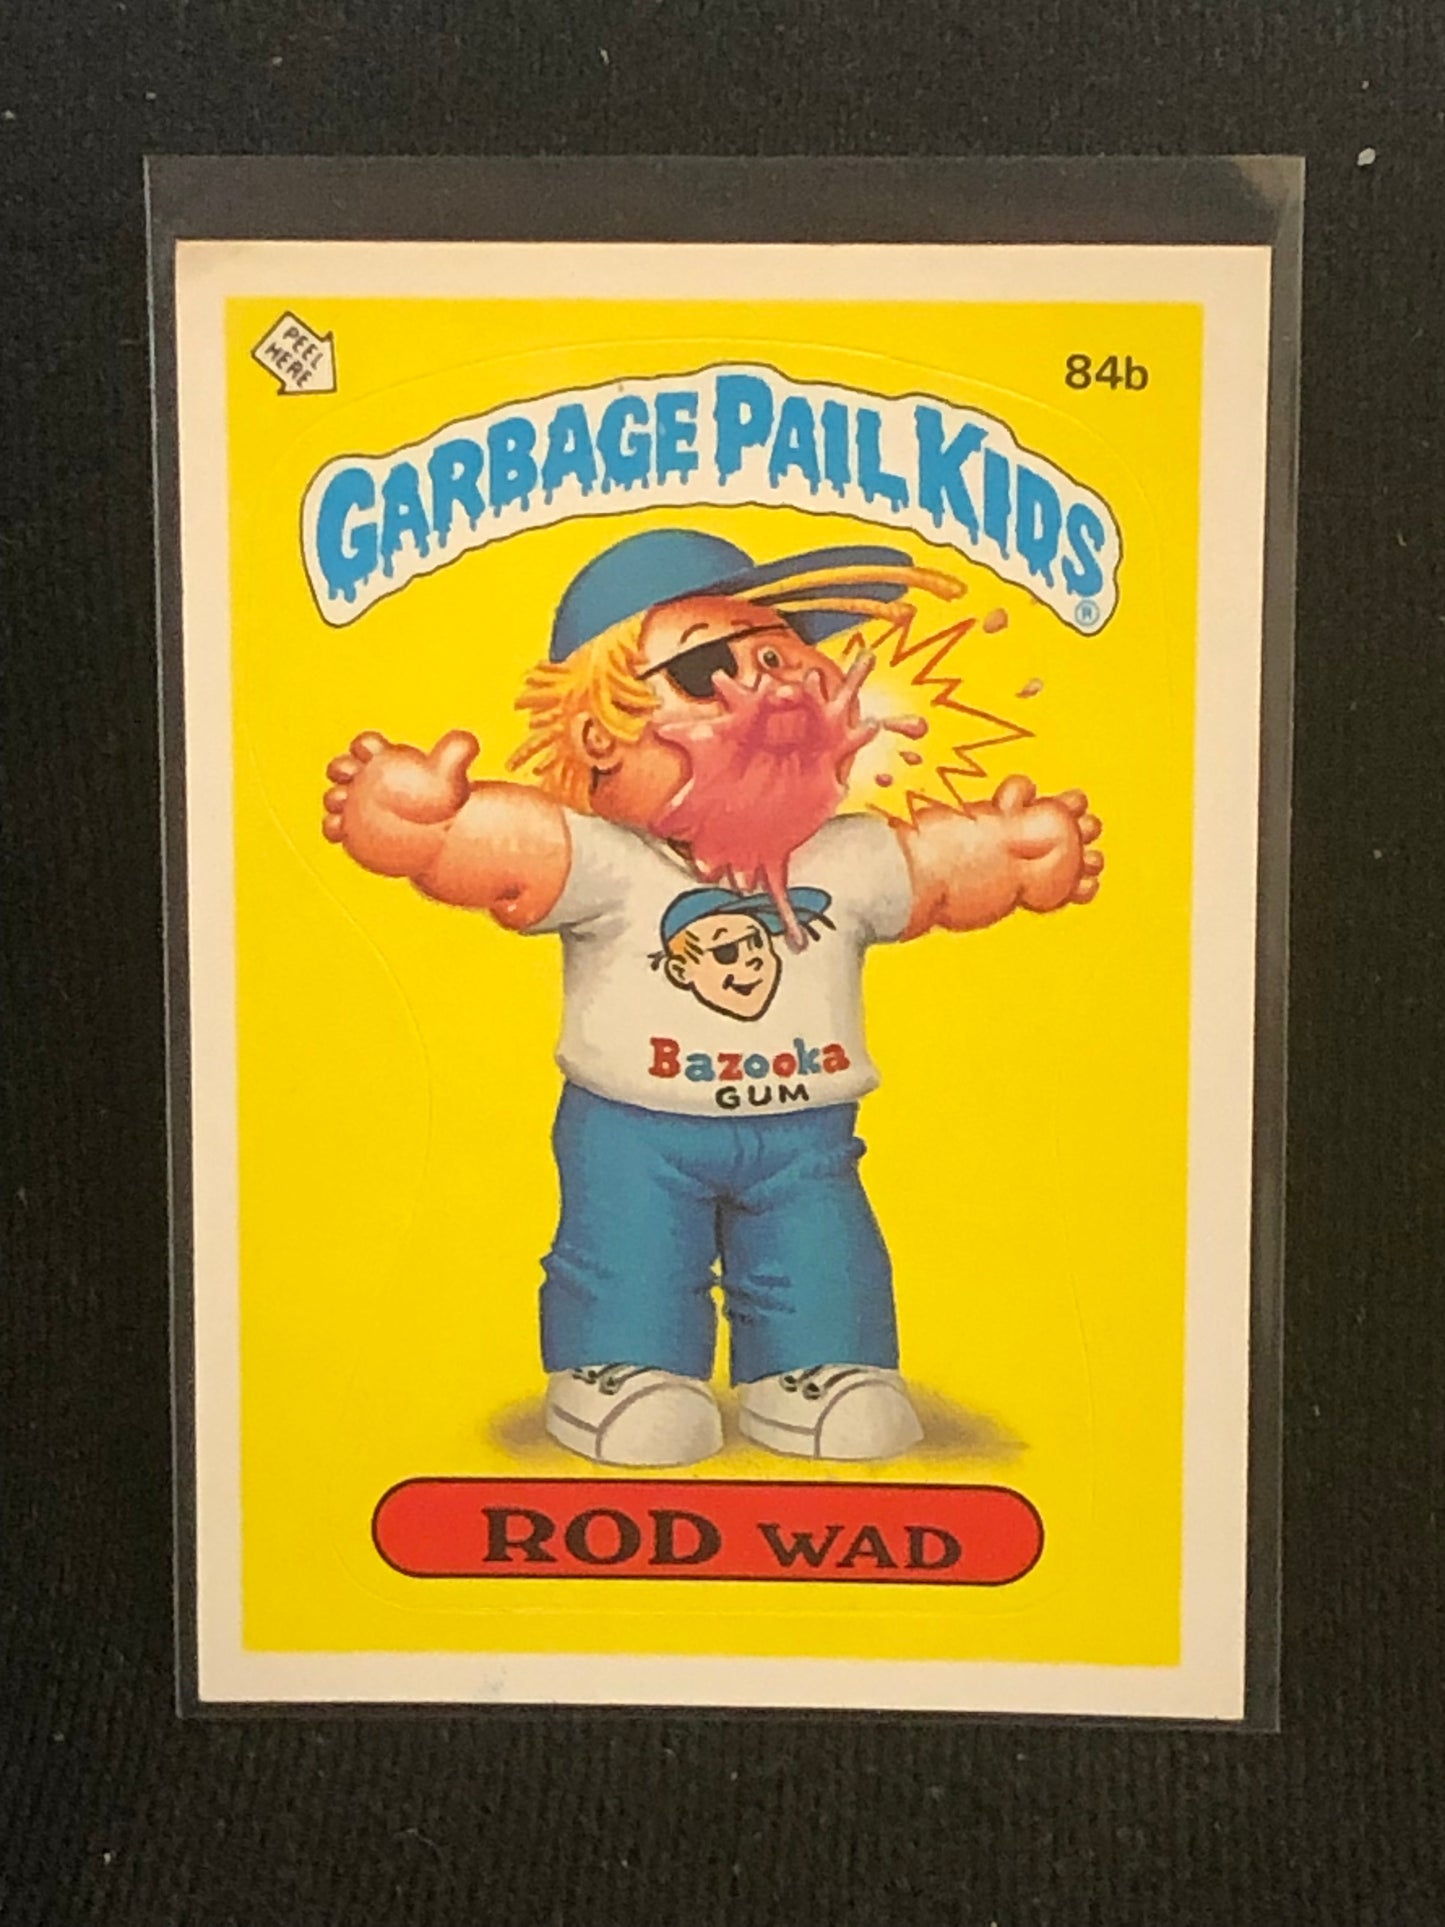 PEEL
HERE
84b
GARBAGE PAIL KIDS
®
Bazooka
GUM
ROD WAD